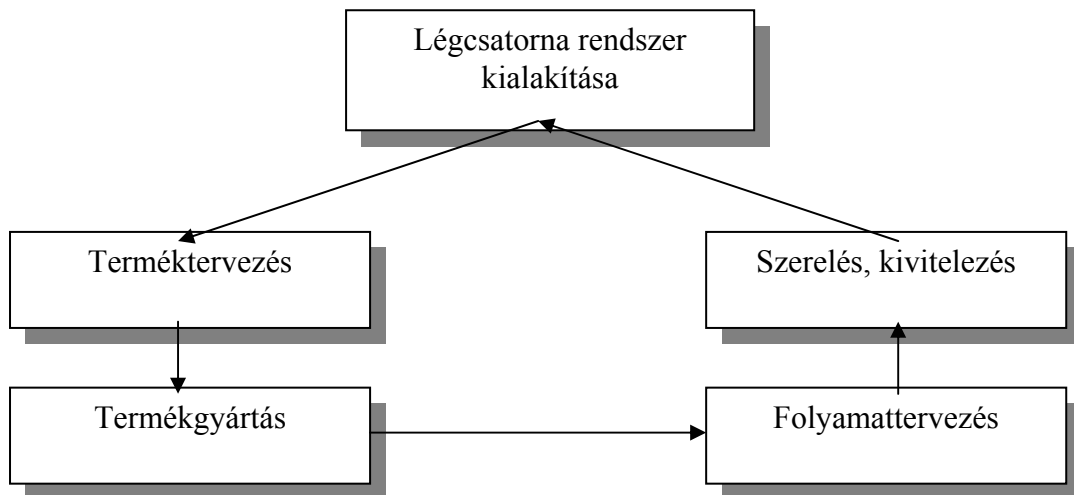 Légcsatorna rendszer
kialakítása
Terméktervezés
Szerelés, kivitelezés
Termékgyártás
Folyamattervezés